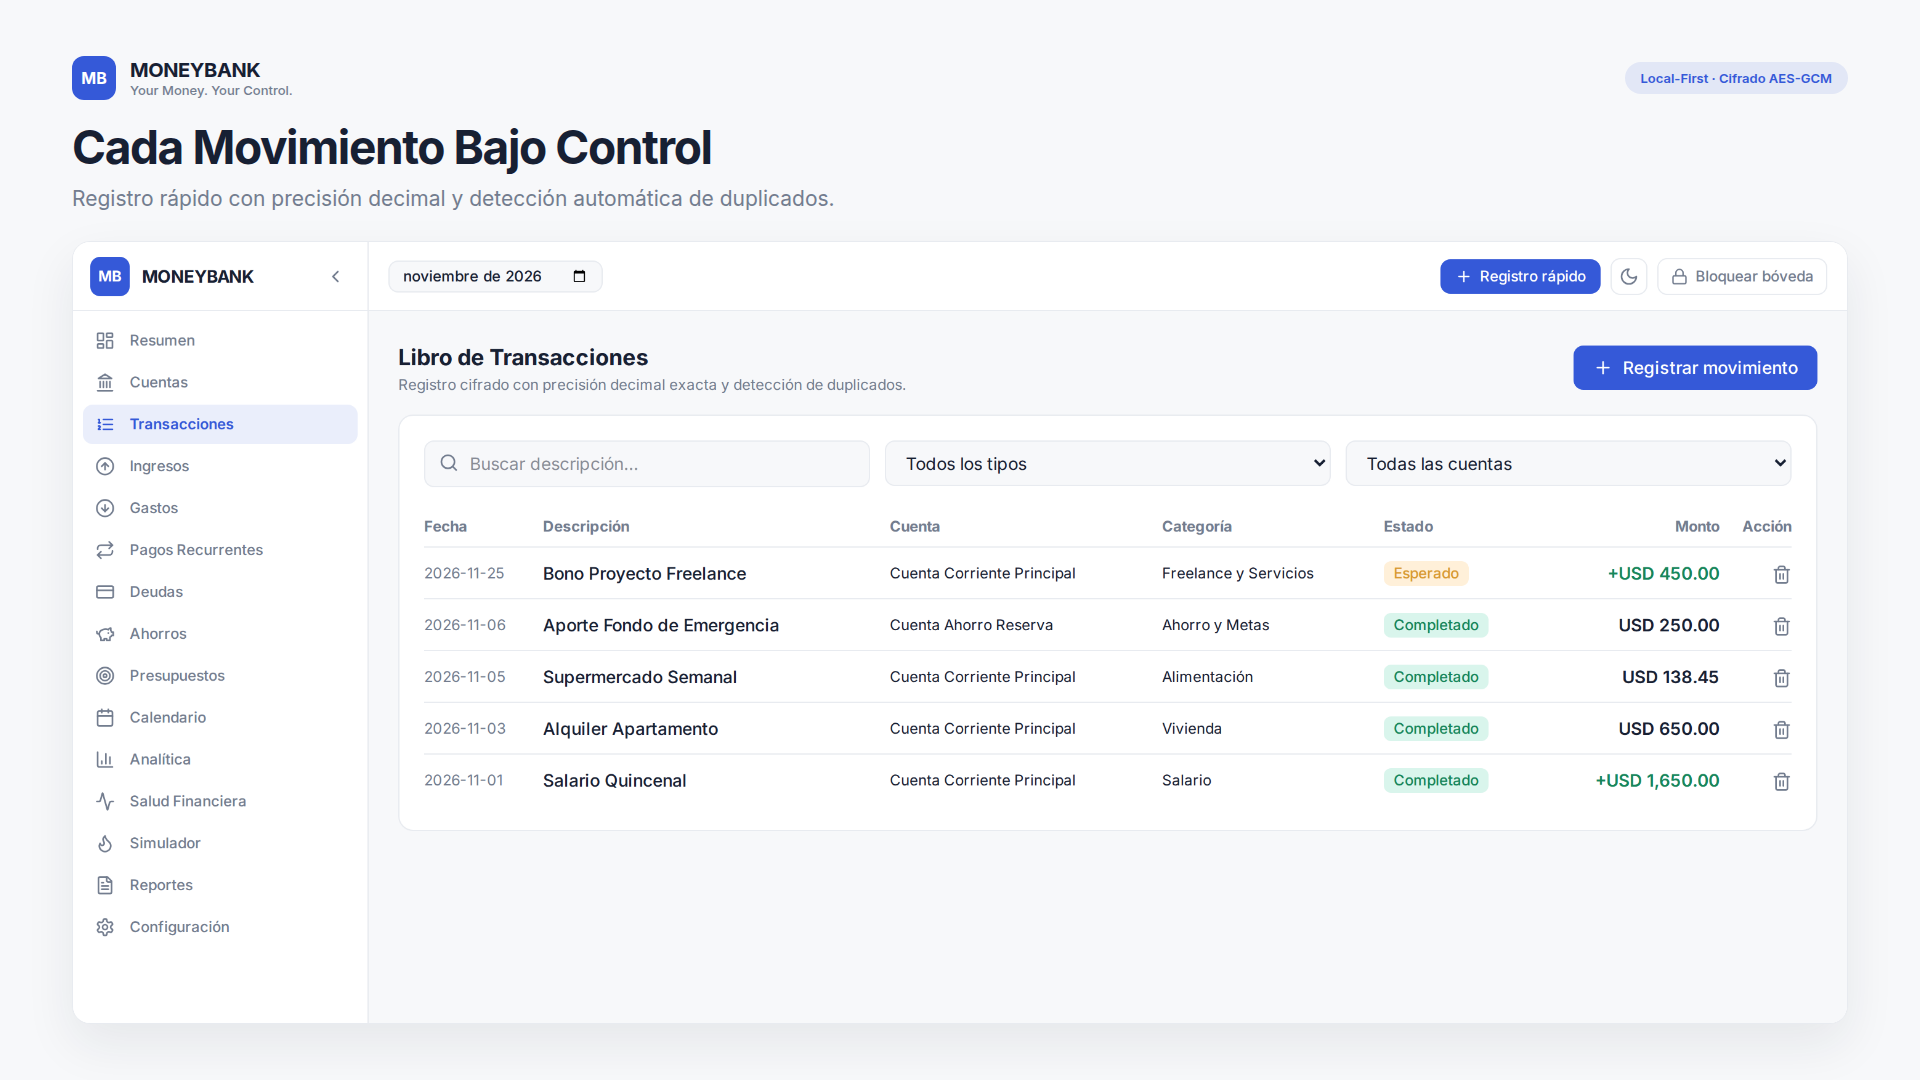 MB
MONEYBANK
Your Money. Your Control.
Local-First · Cifrado AES-GCM
Cada Movimiento Bajo Control
Registro rápido con precisión decimal y detección automática de duplicados.
MB
MONEYBANK
noviembre de 2026
Registro rápido
Bloquear bóveda
Resumen
Cuentas
Transacciones
Ingresos
Gastos
Pagos Recurrentes
Deudas
Ahorros
Presupuestos
Calendario
Analítica
Salud Financiera
Simulador
Reportes
Configuración
Libro de Transacciones
Registro cifrado con precisión decimal exacta y detección de duplicados.
Registrar movimiento
Buscar descripción...
Todos los tipos
Todas las cuentas
Fecha Descripción Cuenta Categoría Estado Monto Acción
2026-11-25 Bono Proyecto Freelance Cuenta Corriente Principal Freelance y Servicios Esperado +USD 450.00
2026-11-06 Aporte Fondo de Emergencia Cuenta Ahorro Reserva Ahorro y Metas Completado USD 250.00
2026-11-05 Supermercado Semanal Cuenta Corriente Principal Alimentación Completado USD 138.45
2026-11-03 Alquiler Apartamento Cuenta Corriente Principal Vivienda Completado USD 650.00
2026-11-01 Salario Quincenal Cuenta Corriente Principal Salario Completado +USD 1,650.00